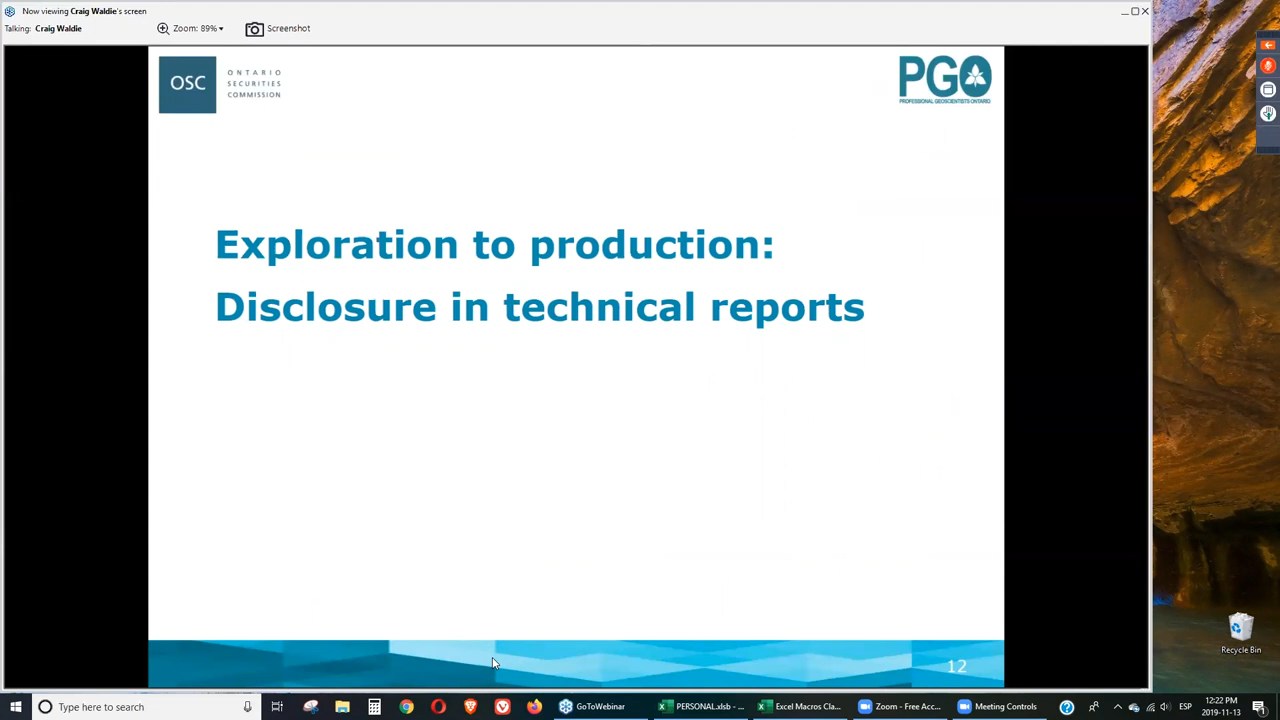 Now viewing Craig Waldie's screen
Talking: Craig Waldie
Zoom: 89%
Screenshot
OSC
ONTARIO
SECURITIES
COMMISSION
PGO
PROFESSIONAL GEOSCIENTISTS ONTARIO
Exploration to production:
Disclosure in technical reports
12
Recycle Bin
Type here to search
GoToWebinar
PERSONAL.xlsb - ...
Excel Macros Cla...
Zoom - Free Acc...
Meeting Controls
ESP
12:22 PM
2019-11-13